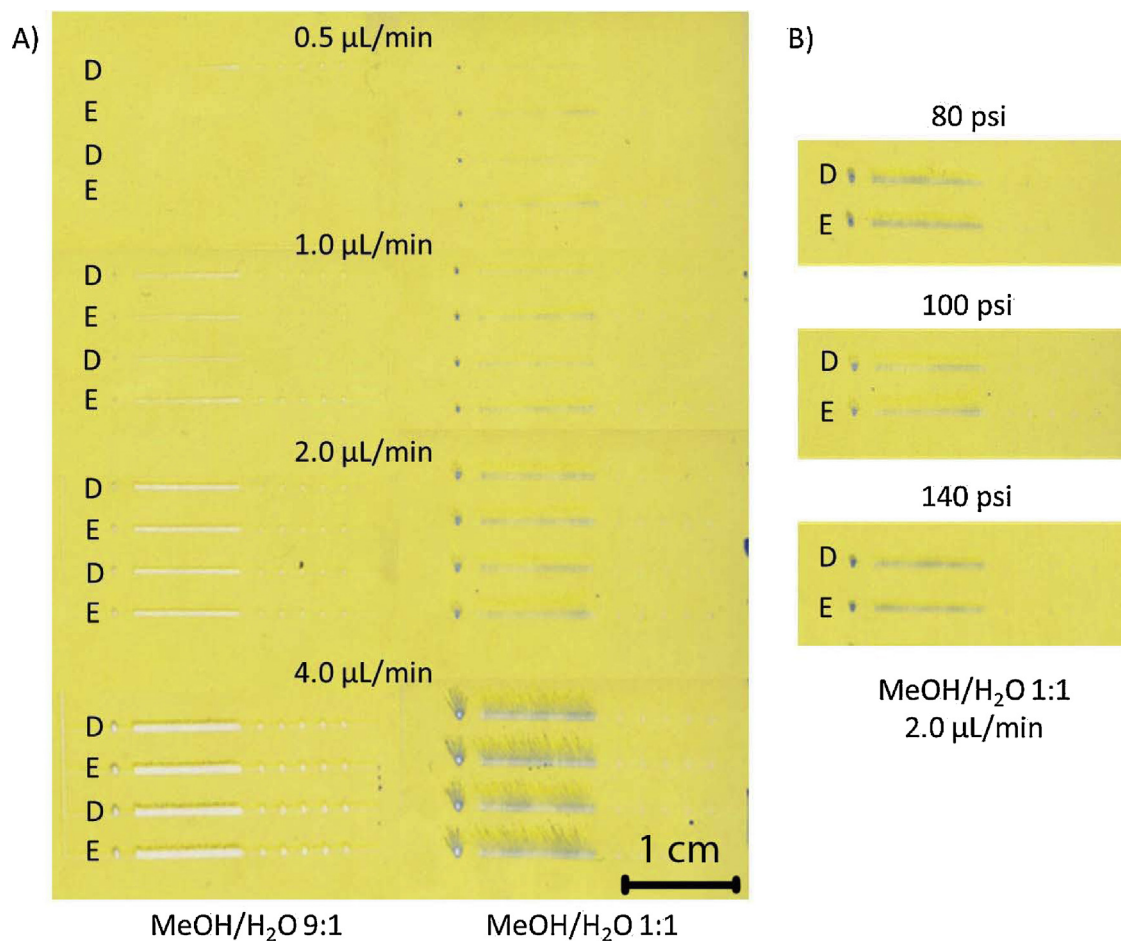 A)
0.5 µL/min
D
E
D
E
1.0 µL/min
D
E
D
E
2.0 µL/min
D
E
D
E
4.0 µL/min
D
E
D
E
1 cm
MeOH/H₂O 9:1
MeOH/H₂O 1:1
B)
80 psi
D
E
100 psi
D
E
140 psi
D
E
MeOH/H₂O 1:1
2.0 µL/min